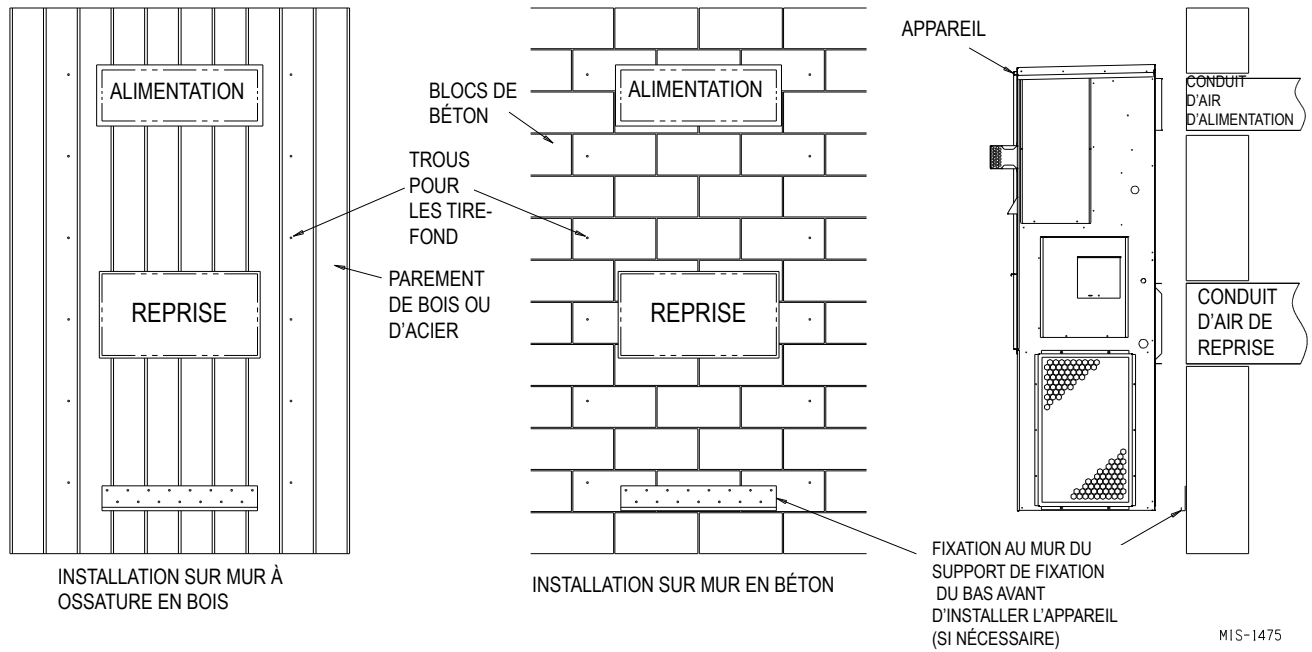 ALIMENTATION
REPRISE
INSTALLATION SUR MUR À
OSSATURE EN BOIS
BLOCS DE
BÉTON
TROUS
POUR
LES TIRE-
FOND
PAREMENT
DE BOIS OU
D'ACIER
ALIMENTATION
REPRISE
INSTALLATION SUR MUR EN BÉTON
APPAREIL
CONDUIT
D'AIR
D'ALIMENTATION
CONDUIT
D'AIR DE
REPRISE
FIXATION AU MUR DU
SUPPORT DE FIXATION
DU BAS AVANT
D'INSTALLER L'APPAREIL
(SI NÉCESSAIRE)
MIS-1475